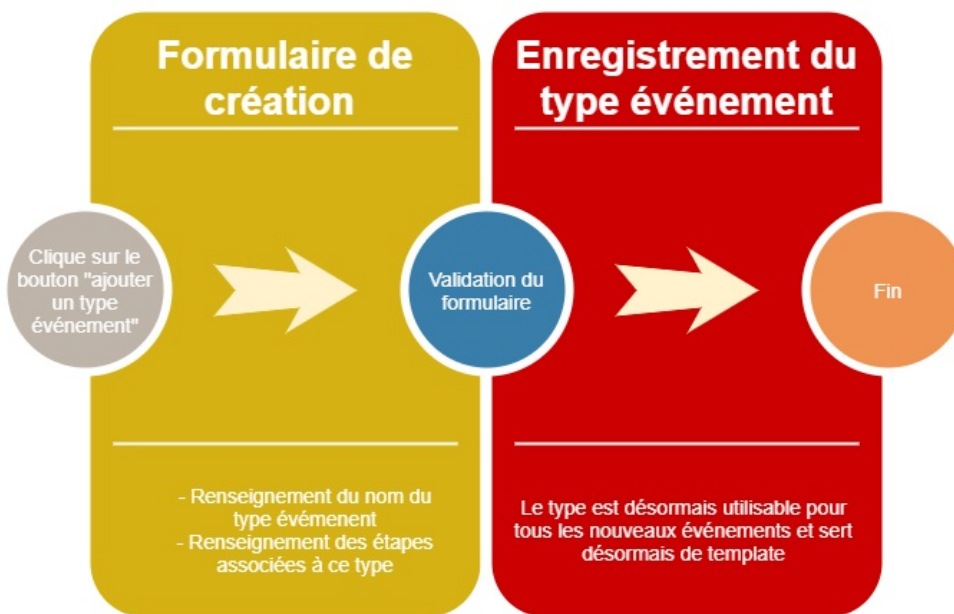 Formulaire de
création
Enregistrement du
type événement
Clique sur le
bouton "ajouter
un type
événement"
Validation du
formulaire
Fin
- Renseignement du nom du
type évémenent
- Renseignement des étapes
associées à ce type
Le type est désormais utilisable pour
tous les nouveaux événements et sert
désormais de template